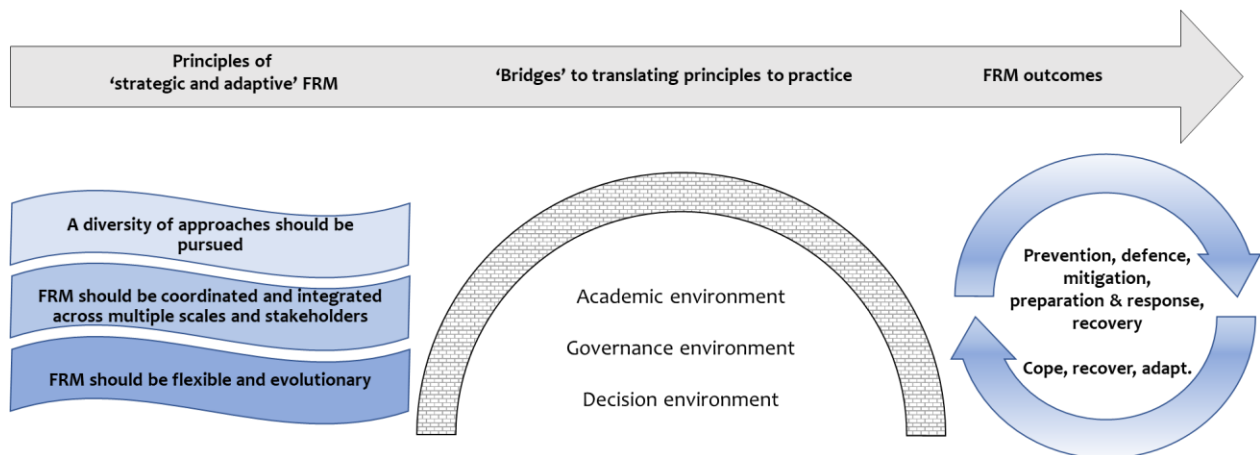 Principles of
‘strategic and adaptive’ FRM
‘Bridges’ to translating principles to practice
FRM outcomes
A diversity of approaches should be
pursued
FRM should be coordinated and integrated
across multiple scales and stakeholders
FRM should be flexible and evolutionary
Academic environment
Governance environment
Decision environment
Prevention, defence,
mitigation,
preparation & response,
recovery
Cope, recover, adapt.